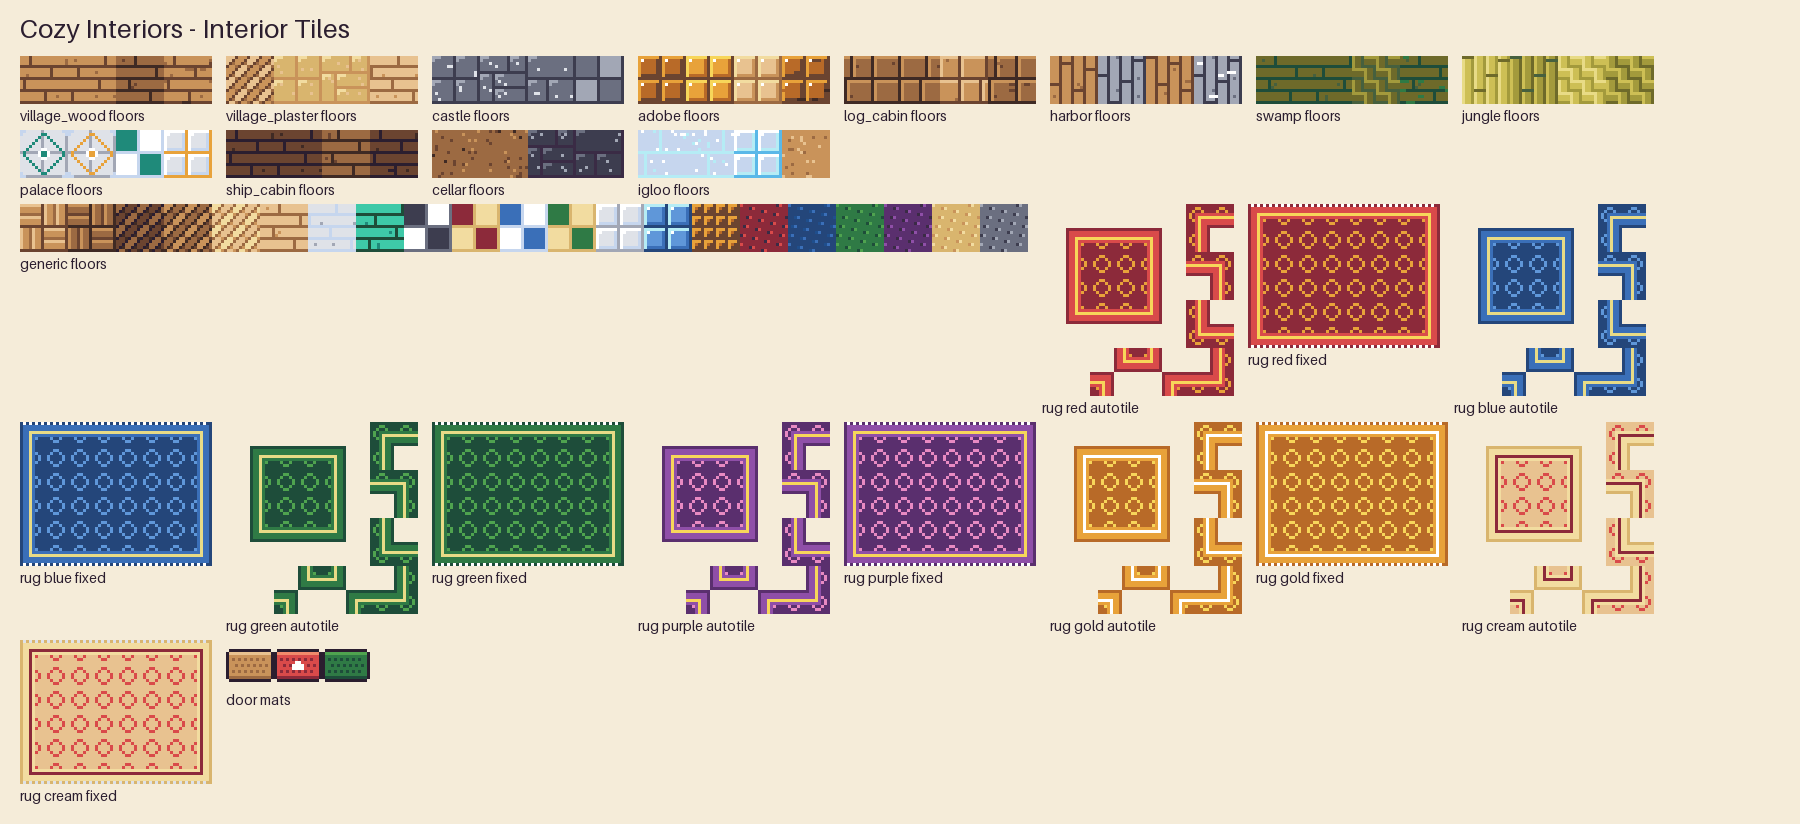 Cozy Interiors - Interior Tiles
village_wood floors
village_plaster floors
castle floors
adobe floors
log_cabin floors
harbor floors
swamp floors
jungle floors
palace floors
ship_cabin floors
cellar floors
igloo floors
generic floors
rug red autotile
rug red fixed
rug blue autotile
rug blue fixed
rug green autotile
rug green fixed
rug purple autotile
rug purple fixed
rug gold autotile
rug gold fixed
rug cream autotile
rug cream fixed
door mats